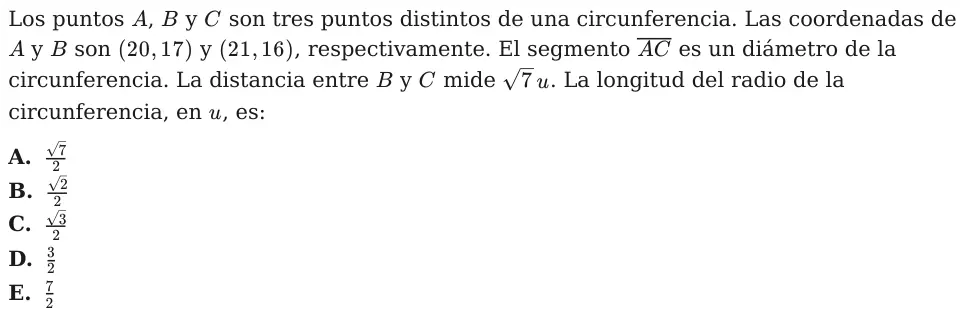 Los puntos A, B y C son tres puntos distintos de una circunferencia. Las coordenadas de
A y B son (20, 17) y (21, 16), respectivamente. El segmento \overline{AC} es un diámetro de la
circunferencia. La distancia entre B y C mide √7 u. La longitud del radio de la
circunferencia, en u, es:
A. √7/2
B. √2/2
C. √3/2
D. 3/2
E. 7/2